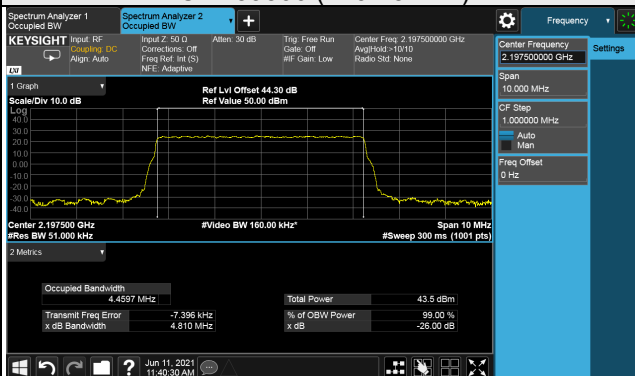 Spectrum Analyzer 1
Occupied BW
Spectrum Analyzer 2
Occupied BW
Frequency
KEYSIGHT
Input: RF
Coupling: DC
Align: Auto
Input Z: 50 Ω
Corrections: Off
Freq Ref: Int (S)
NFE: Adaptive
Atten: 30 dB
Trig: Free Run
Gate: Off
#IF Gain: Low
Center Freq: 2.197500000 GHz
Avg|Hold:>10/10
Radio Std: None
LXI
Center Frequency
2.197500000 GHz
Settings
Span
10.000 MHz
CF Step
1.000000 MHz
Auto
Man
Freq Offset
0 Hz
1 Graph
Scale/Div 10.0 dB
Ref Lvl Offset 44.30 dB
Ref Value 50.00 dBm
Log
40.0
30.0
20.0
10.0
0.00
-10.0
-20.0
-30.0
-40.0
Center 2.197500 GHz
#Res BW 51.000 kHz
#Video BW 160.00 kHz*
Span 10 MHz
#Sweep 300 ms (1001 pts)
2 Metrics
Occupied Bandwidth
4.4597 MHz
Total Power
43.5 dBm
Transmit Freq Error
-7.396 kHz
% of OBW Power
99.00 %
x dB Bandwidth
4.810 MHz
x dB
-26.00 dB
Jun 11, 2021
11:40:30 AM